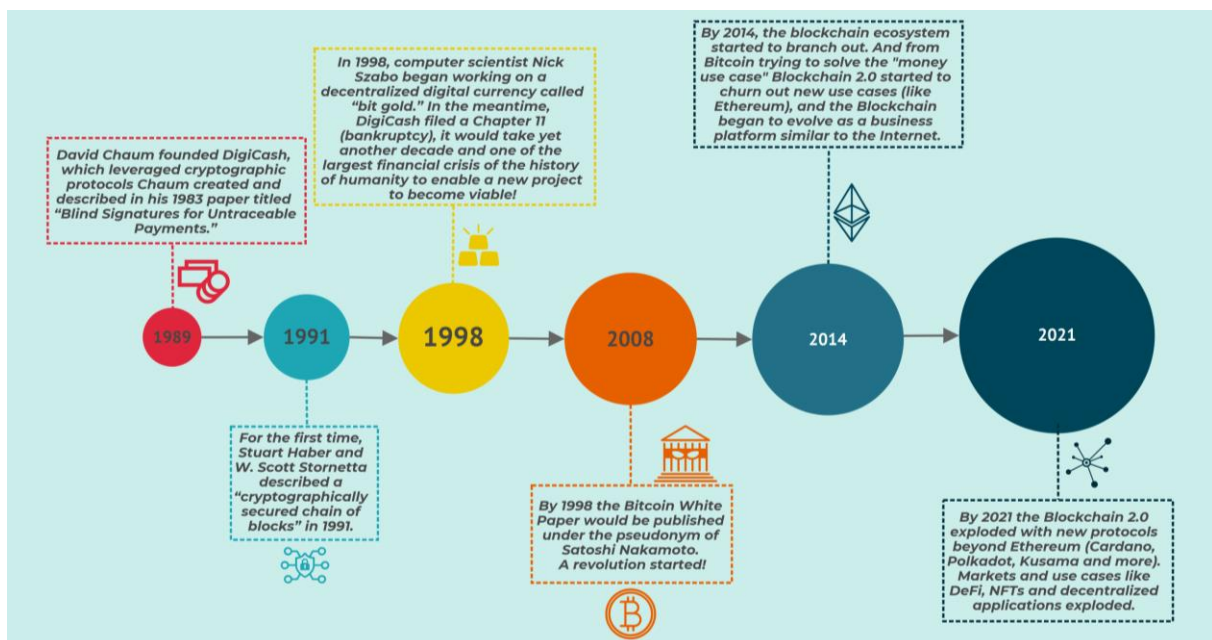 David Chaum founded DigiCash,
which leveraged cryptographic
protocols Chaum created and
described in his 1983 paper titled
“Blind Signatures for Untraceable
Payments.”
In 1998, computer scientist Nick
Szabo began working on a
decentralized digital currency called
“bit gold.” In the meantime,
DigiCash filed a Chapter 11
(bankruptcy), it would take yet
another decade and one of the
largest financial crisis of the history
of humanity to enable a new project
to become viable!
By 2014, the blockchain ecosystem
started to branch out. And from
Bitcoin trying to solve the "money
use case" Blockchain 2.0 started to
churn out new use cases (like
Ethereum), and the Blockchain
began to evolve as a business
platform similar to the Internet.
1989
1991
1998
2008
2014
2021
For the first time,
Stuart Haber and
W. Scott Stornetta
described a
“cryptographically
secured chain of
blocks” in 1991.
By 1998 the Bitcoin White
Paper would be published
under the pseudonym of
Satoshi Nakamoto.
A revolution started!
By 2021 the Blockchain 2.0
exploded with new protocols
beyond Ethereum (Cardano,
Polkadot, Kusama and more).
Markets and use cases like
DeFi, NFTs and decentralized
applications exploded.